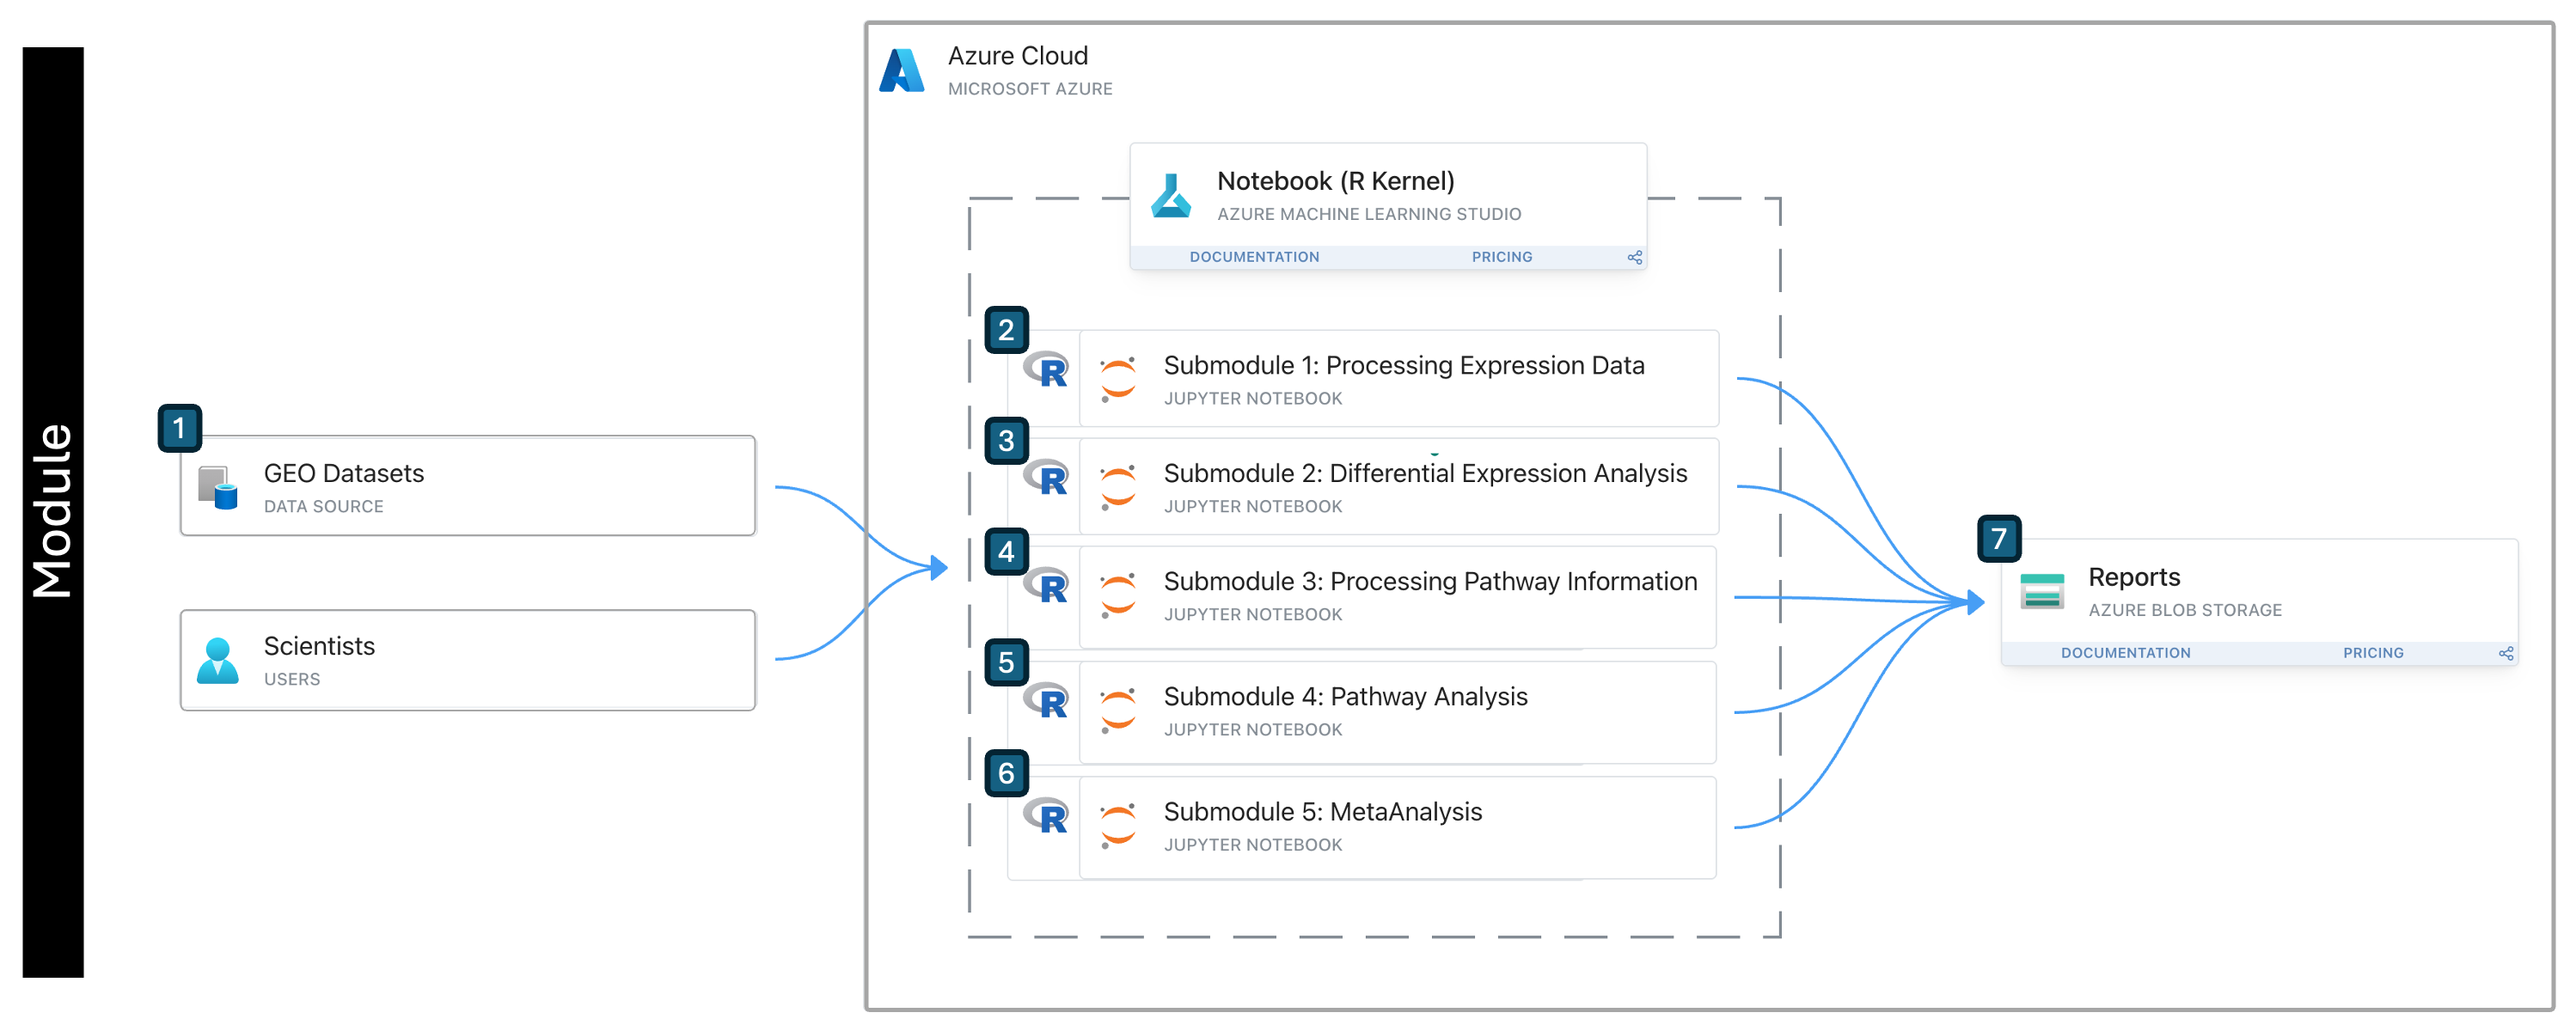 Module
1
GEO Datasets
DATA SOURCE
Scientists
USERS
Azure Cloud
MICROSOFT AZURE
Notebook (R Kernel)
AZURE MACHINE LEARNING STUDIO
DOCUMENTATION PRICING
2
R
Submodule 1: Processing Expression Data
JUPYTER NOTEBOOK
3
R
Submodule 2: Differential Expression Analysis
JUPYTER NOTEBOOK
4
R
Submodule 3: Processing Pathway Information
JUPYTER NOTEBOOK
5
R
Submodule 4: Pathway Analysis
JUPYTER NOTEBOOK
6
R
Submodule 5: MetaAnalysis
JUPYTER NOTEBOOK
7
Reports
AZURE BLOB STORAGE
DOCUMENTATION PRICING